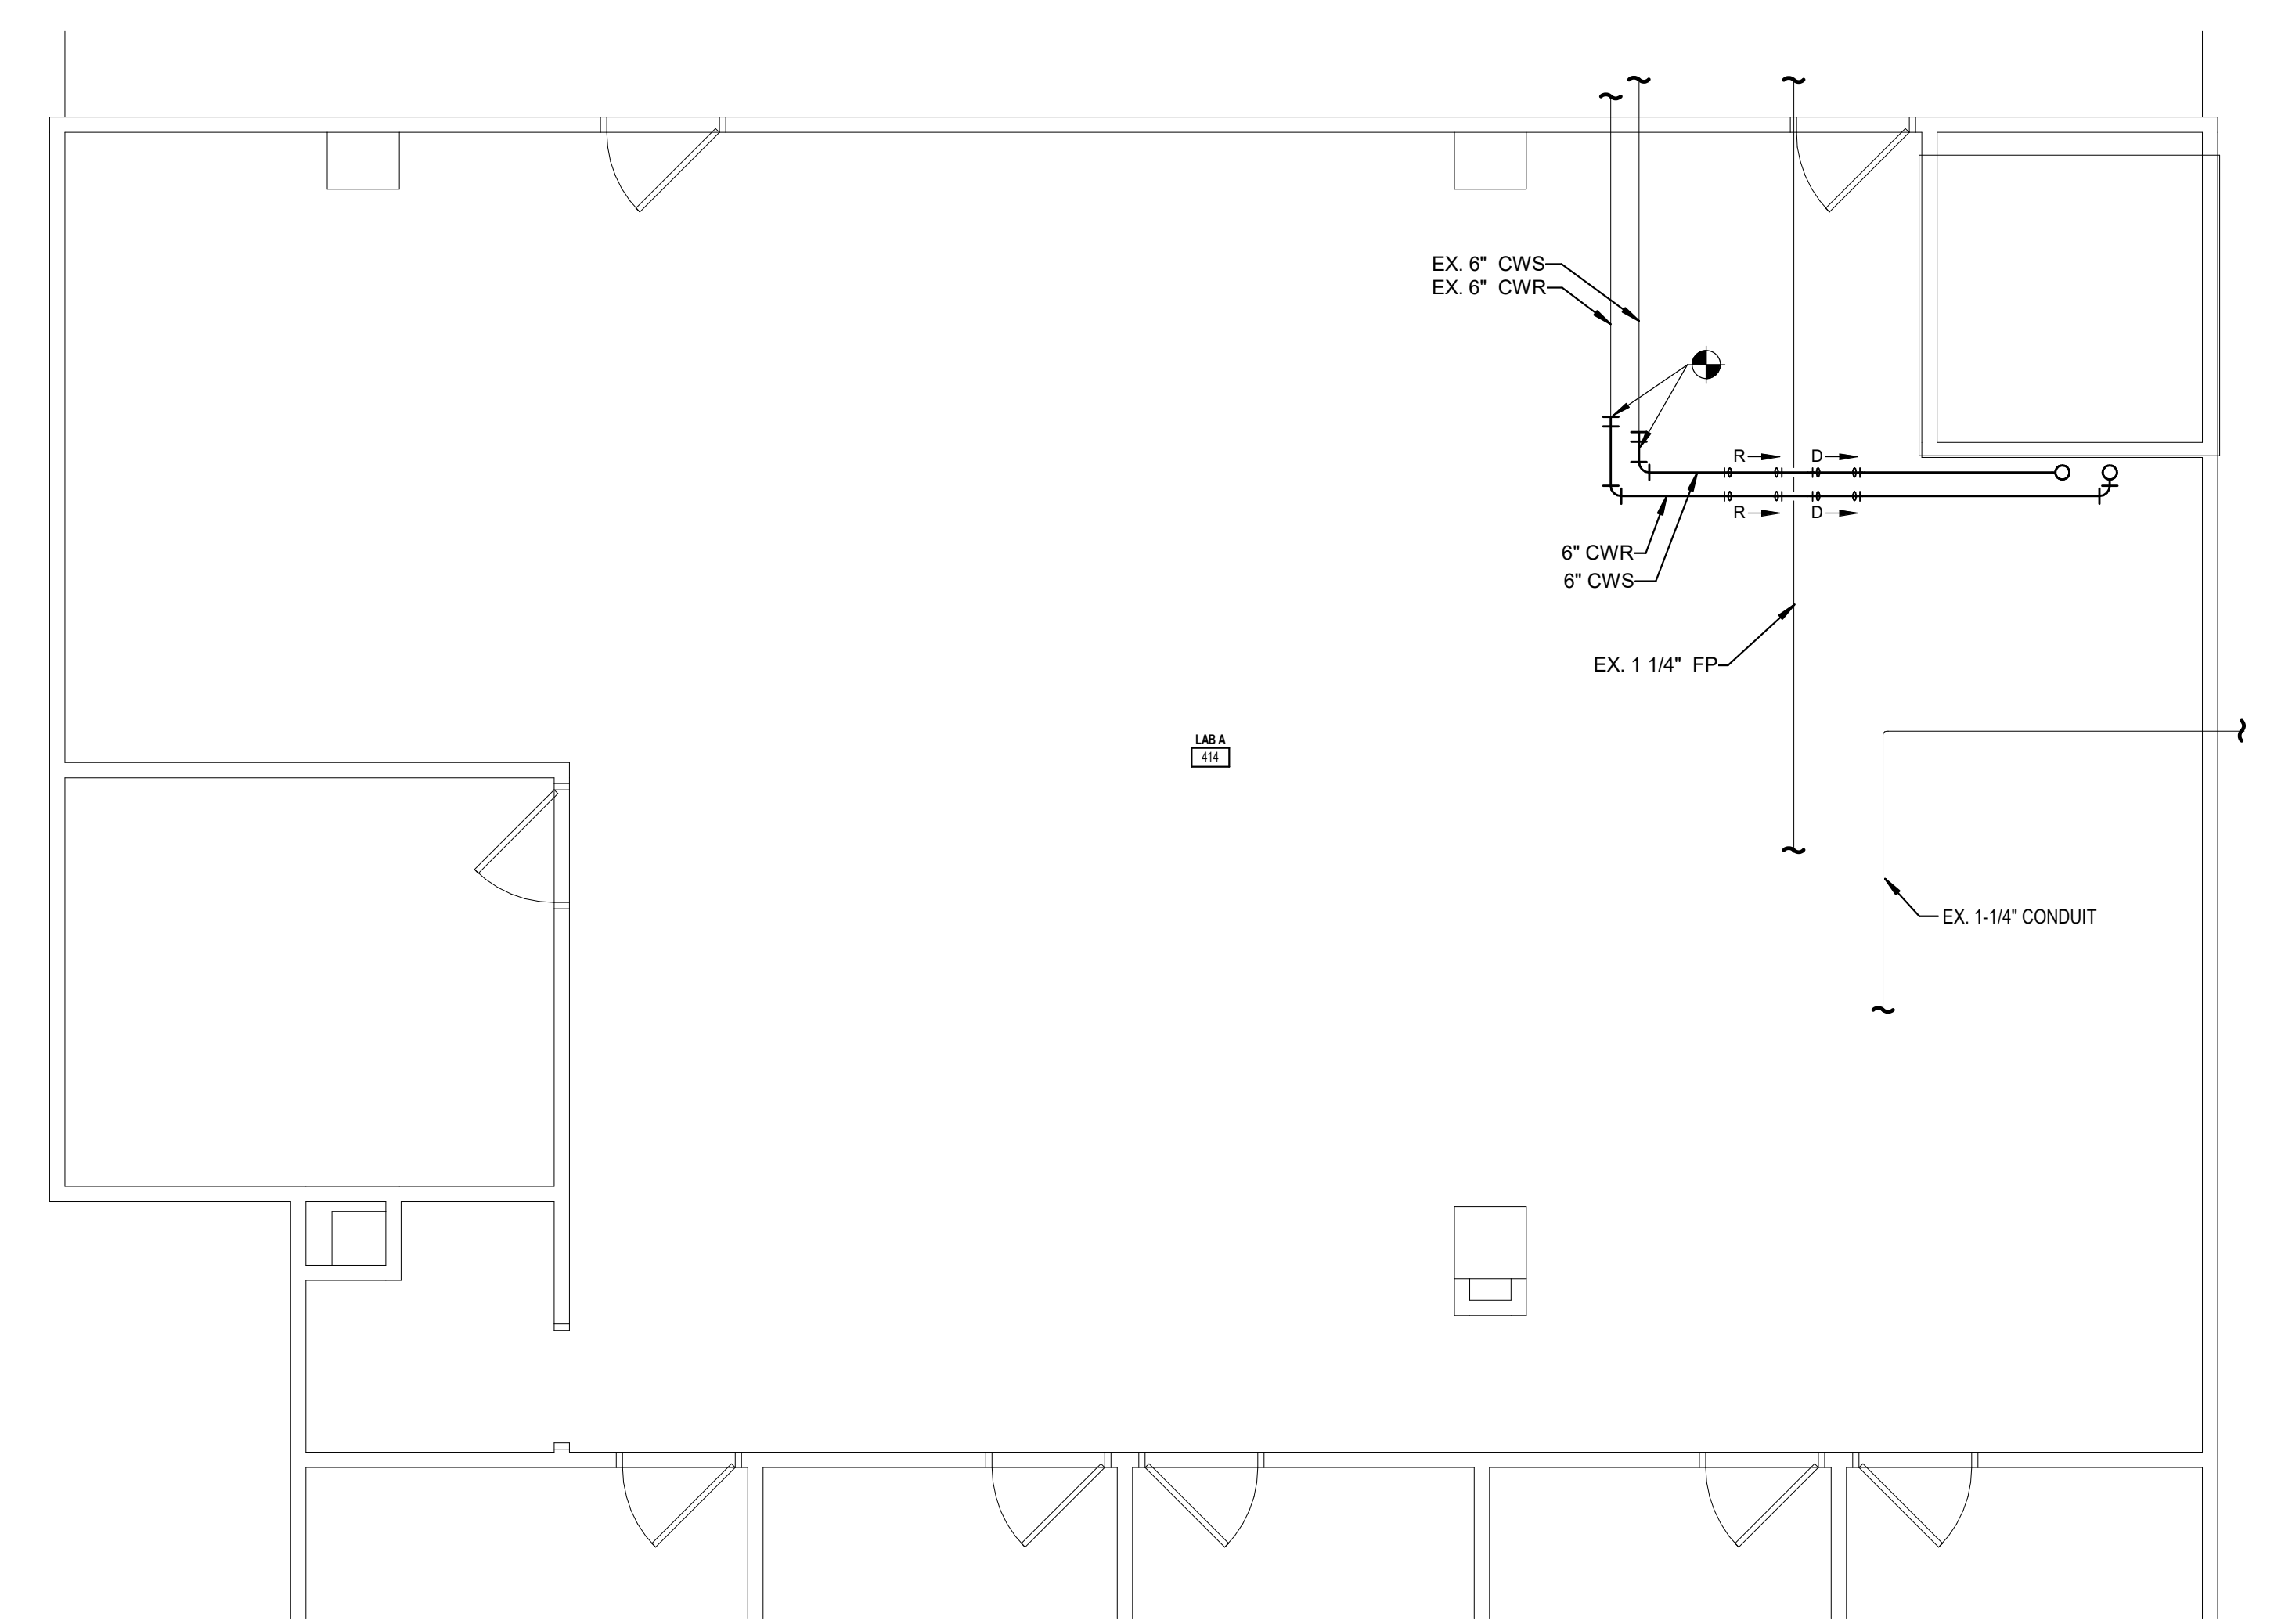 EX. 6" CWS
EX. 6" CWR
R D
R D
6" CWR
6" CWS
EX. 1 1/4" FP
LAB A
414
EX. 1-1/4" CONDUIT